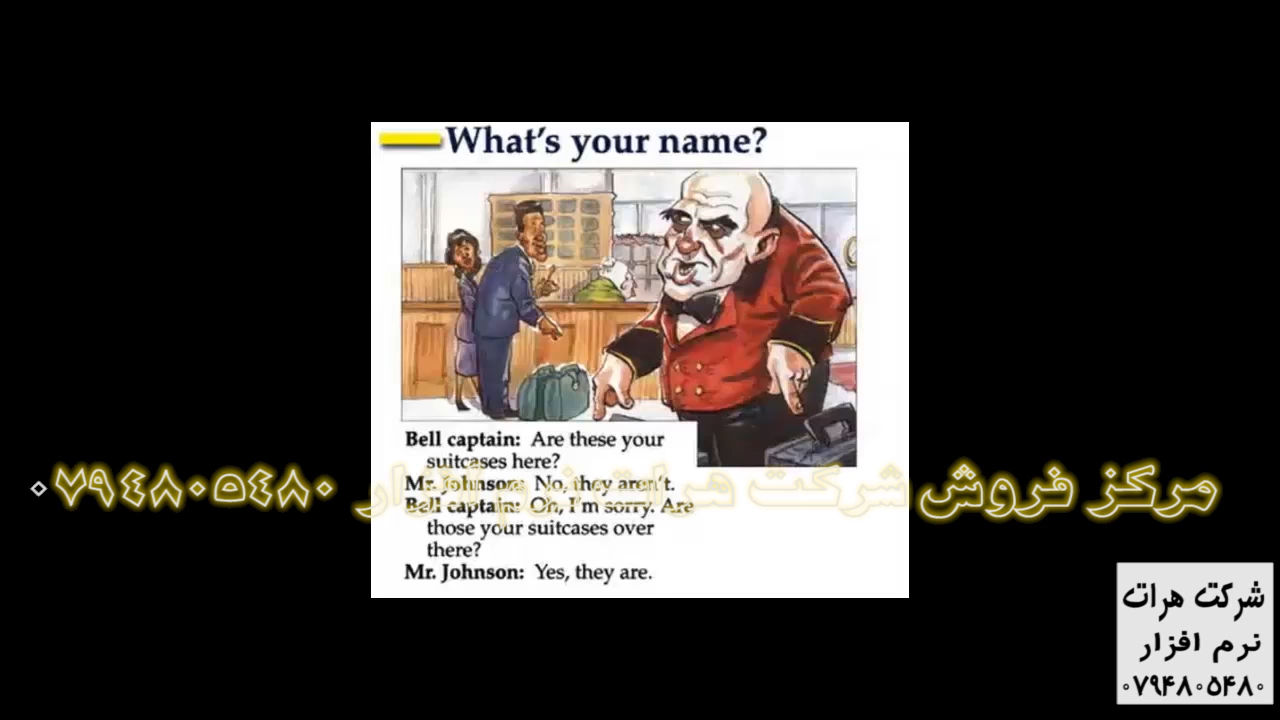 What's your name?
Bell captain: Are these your
suitcases here?
Mr. Johnson: No, they aren't.
Bell captain: Oh, I'm sorry. Are
those your suitcases over
there?
Mr. Johnson: Yes, they are.
مرکز فروش شرکت هرات نرم افزار ۰۷۹٤۸۰۵٤۸۰
شرکت هرات
نرم افزار
۰۷۹۴۸۰۵۴۸۰